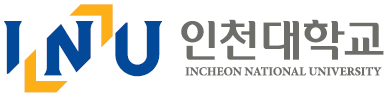 INU
인천대학교
INCHEON NATIONAL UNIVERSITY